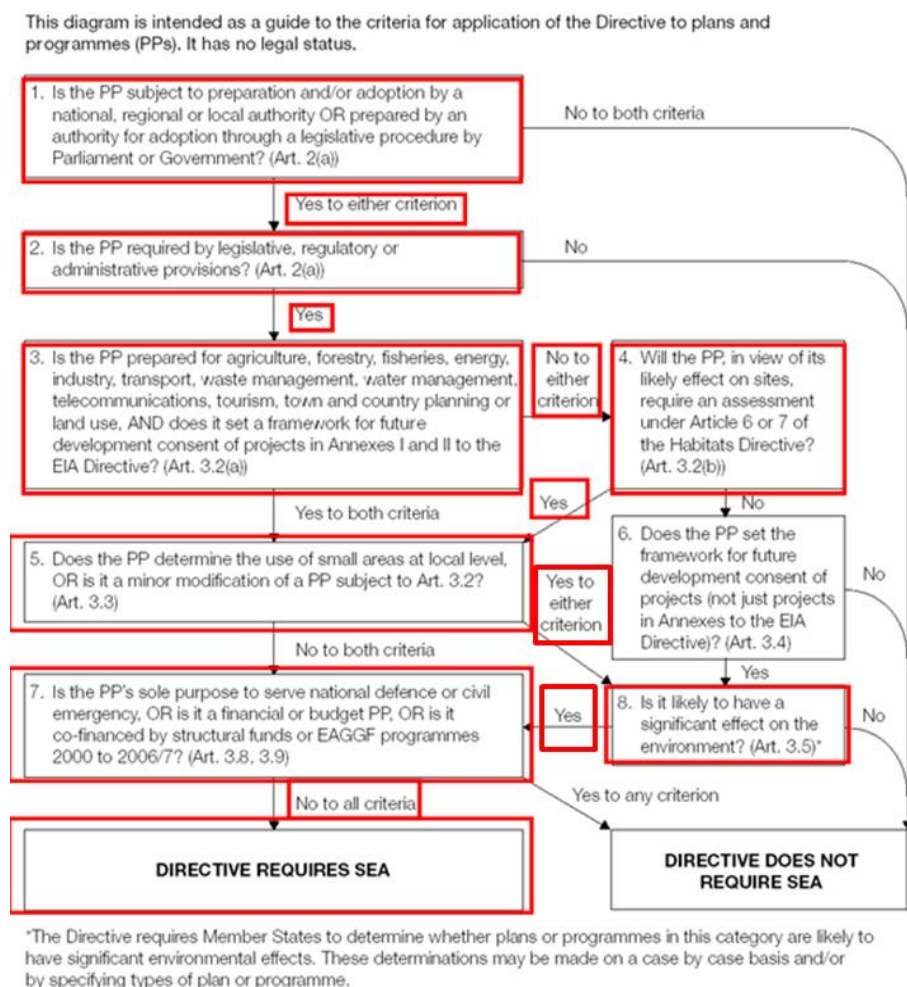 This diagram is intended as a guide to the criteria for application of the Directive to plans and
programmes (PPs). It has no legal status.
1. Is the PP subject to preparation and/or adoption by a
national, regional or local authority OR prepared by an
authority for adoption through a legislative procedure by
Parliament or Government? (Art. 2(a))
No to both criteria
Yes to either criterion
2. Is the PP required by legislative, regulatory or
administrative provisions? (Art. 2(a))
No
Yes
3. Is the PP prepared for agriculture, forestry, fisheries, energy,
industry, transport, waste management, water management,
telecommunications, tourism, town and country planning or
land use, AND does it set a framework for future
development consent of projects in Annexes I and II to the
EIA Directive? (Art. 3.2(a))
No to
either
criterion
4. Will the PP, in view of its
likely effect on sites,
require an assessment
under Article 6 or 7 of
the Habitats Directive?
(Art. 3.2(b))
Yes to both criteria
Yes
No
5. Does the PP determine the use of small areas at local level,
OR is it a minor modification of a PP subject to Art. 3.2?
(Art. 3.3)
Yes to
either
criterion
6. Does the PP set the
framework for future
development consent of
projects (not just projects
in Annexes to the EIA
Directive)? (Art. 3.4)
No
No to both criteria
Yes
7. Is the PP's sole purpose to serve national defence or civil
emergency, OR is it a financial or budget PP, OR is it
co-financed by structural funds or EAGGF programmes
2000 to 2006/7? (Art. 3.8, 3.9)
Yes
8. Is it likely to have a
significant effect on the
environment? (Art. 3.5)*
No
No to all criteria
Yes to any criterion
DIRECTIVE REQUIRES SEA
DIRECTIVE DOES NOT
REQUIRE SEA
*The Directive requires Member States to determine whether plans or programmes in this category are likely to
have significant environmental effects. These determinations may be made on a case by case basis and/or
by specifying types of plan or programme.